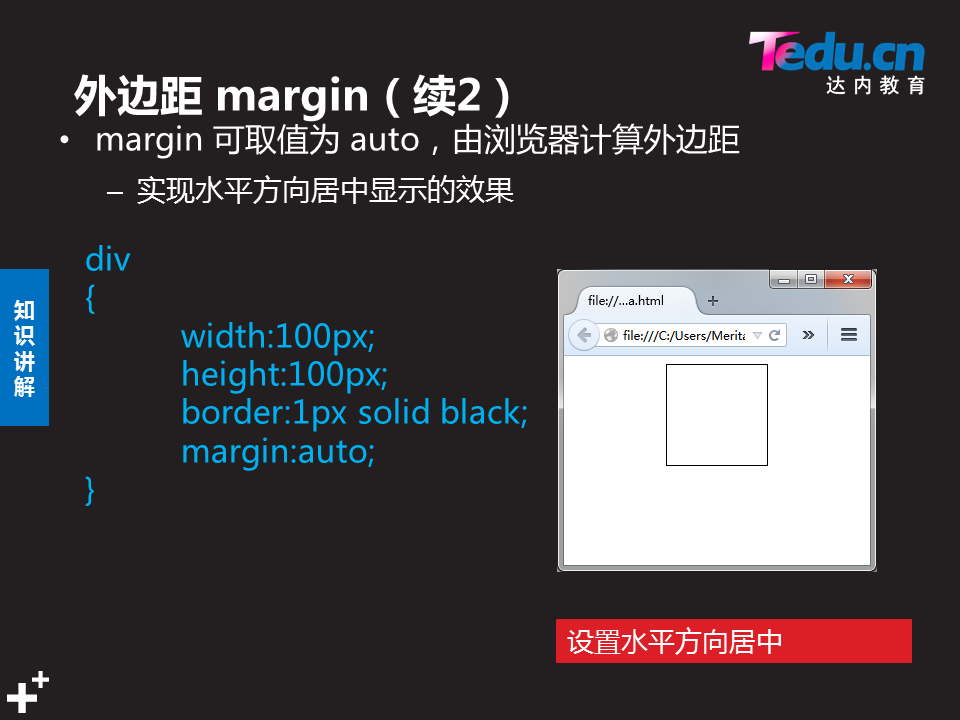 Tedu.cn
达内教育
外边距 margin（续2）
• margin 可取值为 auto，由浏览器计算外边距
– 实现水平方向居中显示的效果
div
{
width:100px;
height:100px;
border:1px solid black;
margin:auto;
}
知识讲解
file://...a.html
file:///C:/Users/Merita
设置水平方向居中